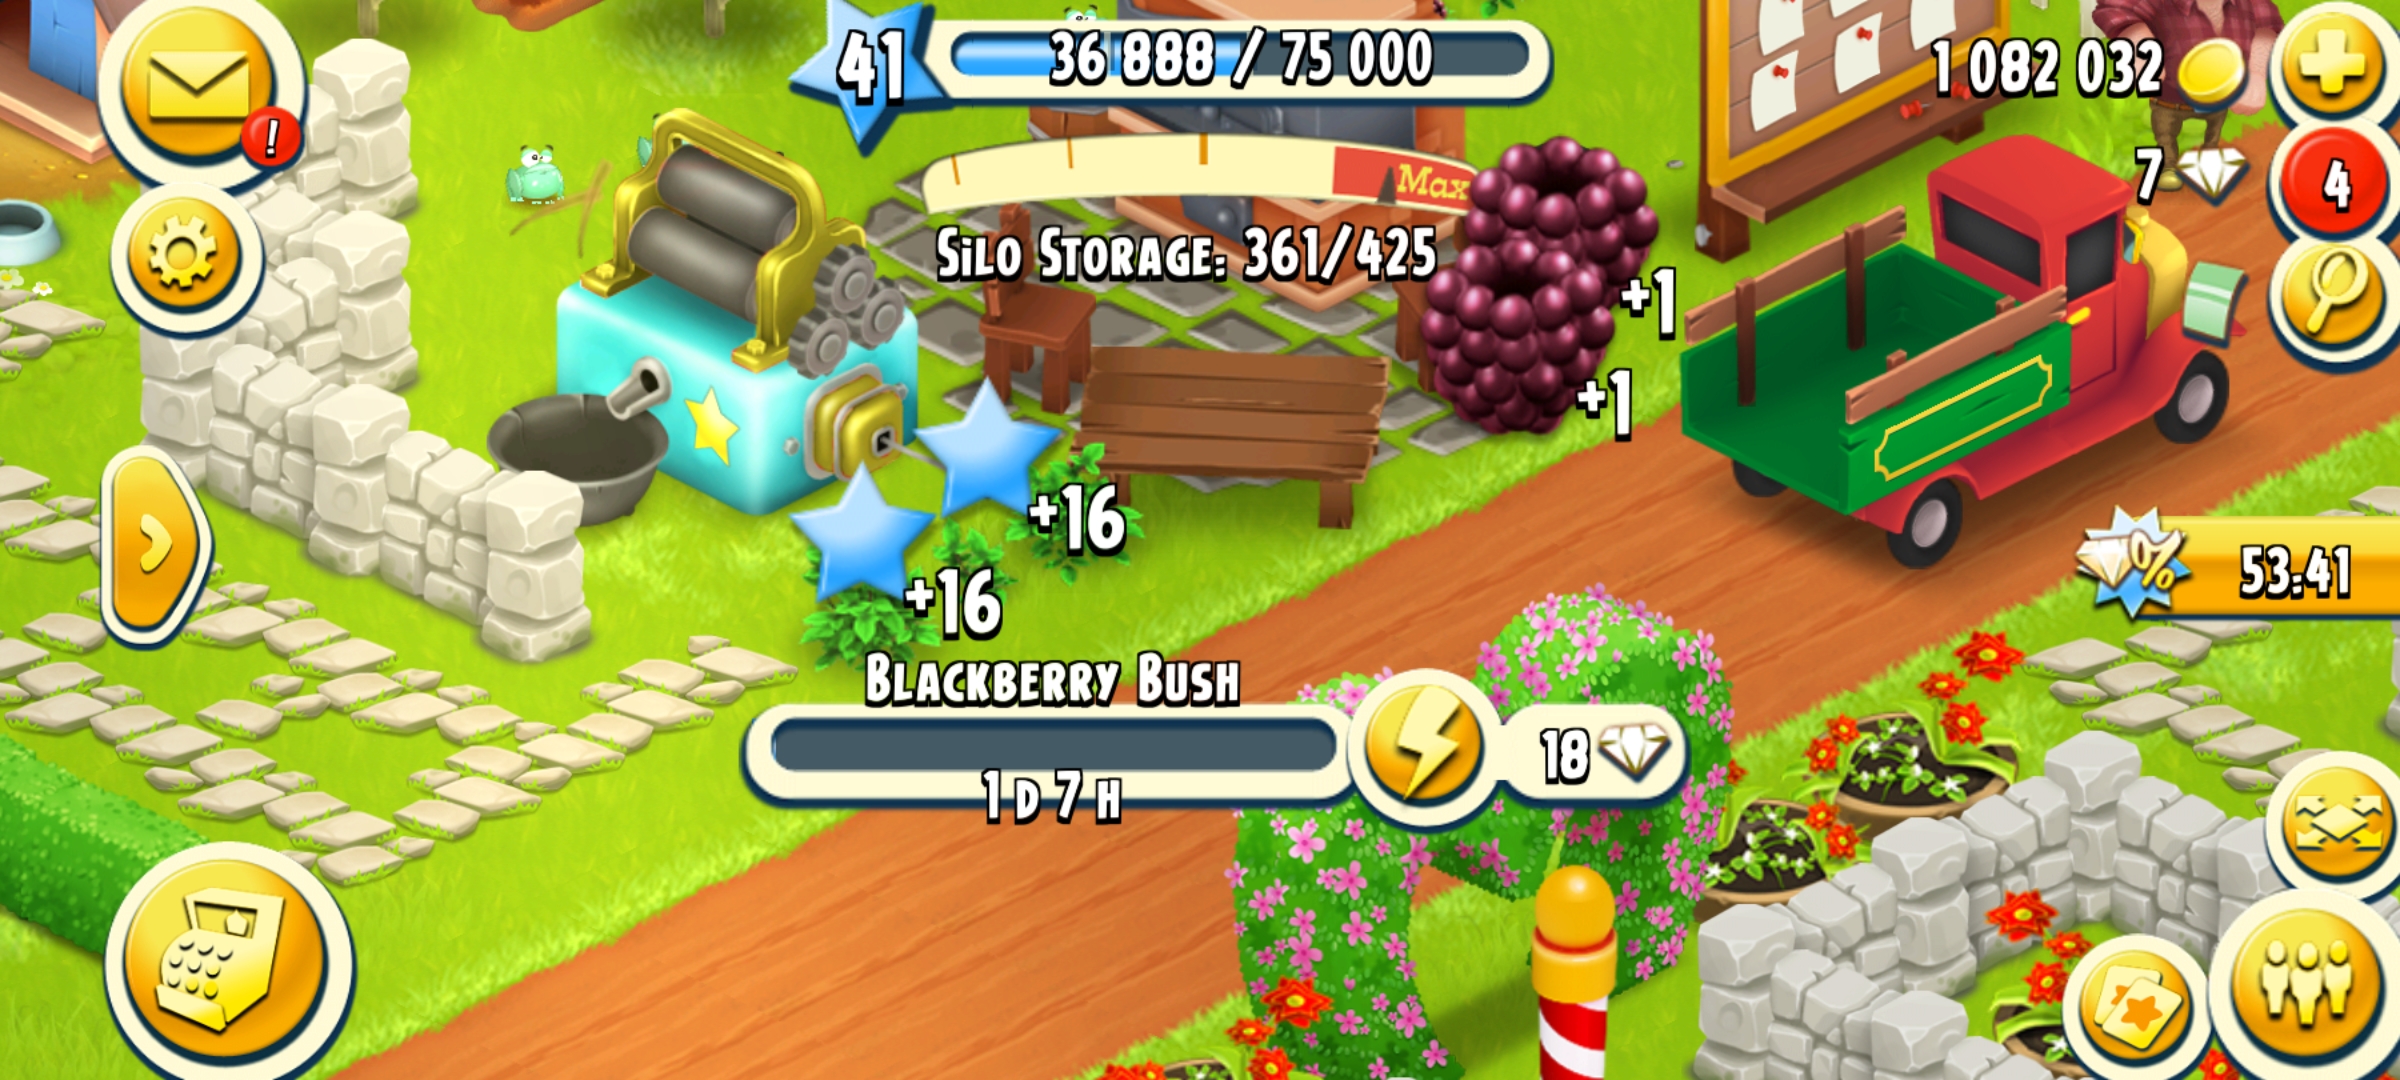 41
36 888 / 75 000
1 082 032
!
Max
7
4
Silo Storage: 361/425
+1
+1
+16
+16
%
53:41
Blackberry Bush
18
1 D 7 H